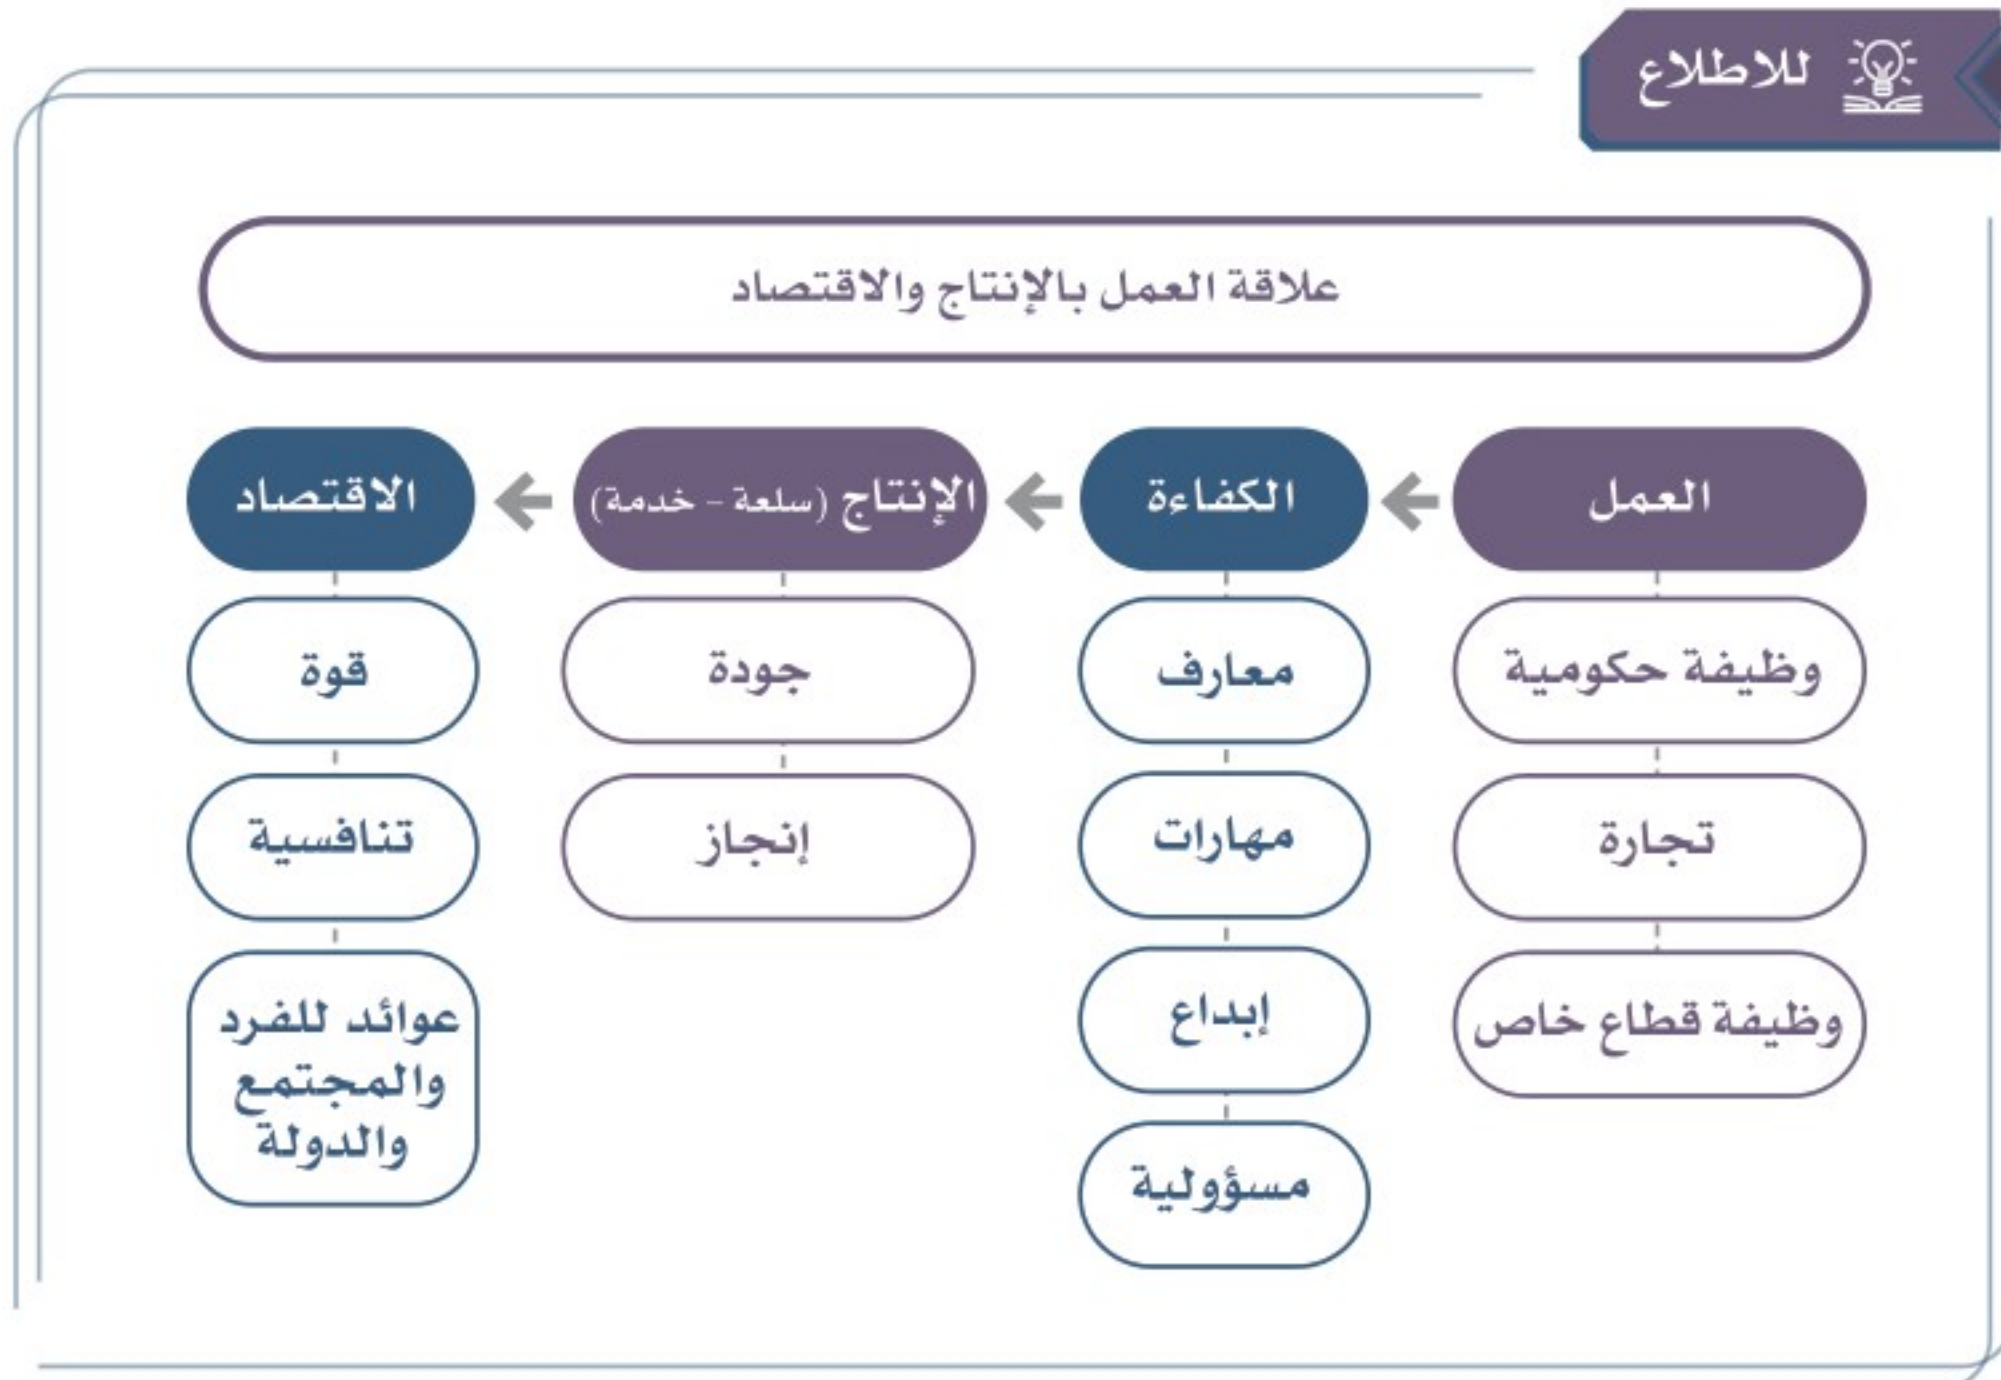 للاطلاع
علاقة العمل بالإنتاج والاقتصاد
العمل
وظيفة حكومية
تجارة
وظيفة قطاع خاص
الكفاءة
معارف
مهارات
إبداع
مسؤولية
الإنتاج (سلعة - خدمة)
جودة
إنجاز
الاقتصاد
قوة
تنافسية
عوائد للفرد
والمجتمع
والدولة